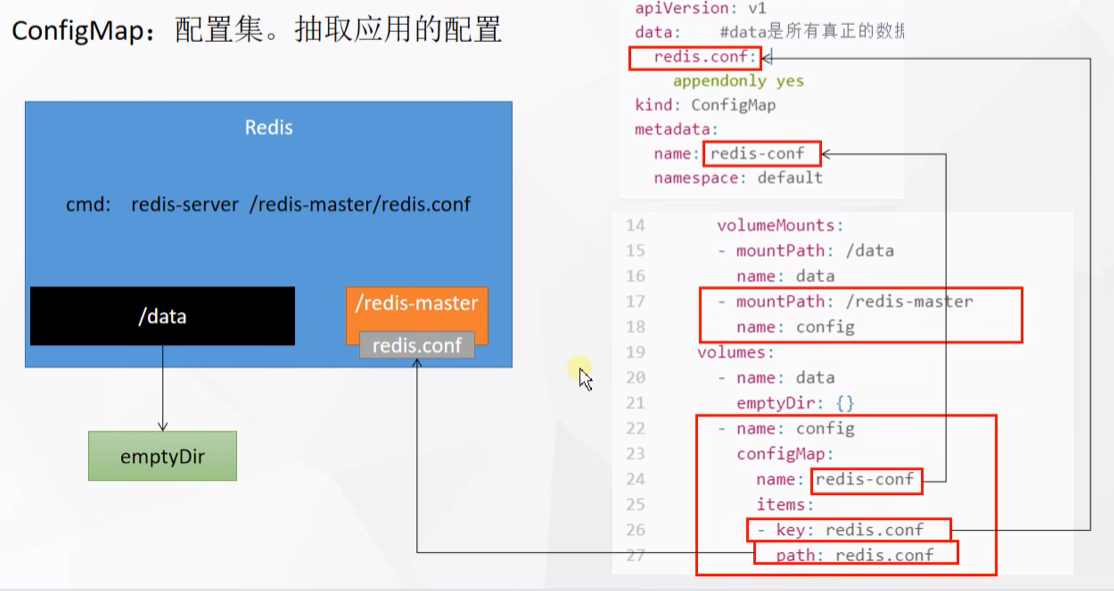 ConfigMap：配置集。抽取应用的配置
Redis
cmd: redis-server /redis-master/redis.conf
/data
/redis-master
redis.conf
emptyDir
apiVersion: v1
data: #data是所有真正的数据
redis.conf: |
appendonly yes
kind: ConfigMap
metadata:
name: redis-conf
namespace: default
14 volumeMounts:
15 - mountPath: /data
16 name: data
17 - mountPath: /redis-master
18 name: config
19 volumes:
20 - name: data
21 emptyDir: {}
22 - name: config
23 configMap:
24 name: redis-conf
25 items:
26 - key: redis.conf
27 path: redis.conf